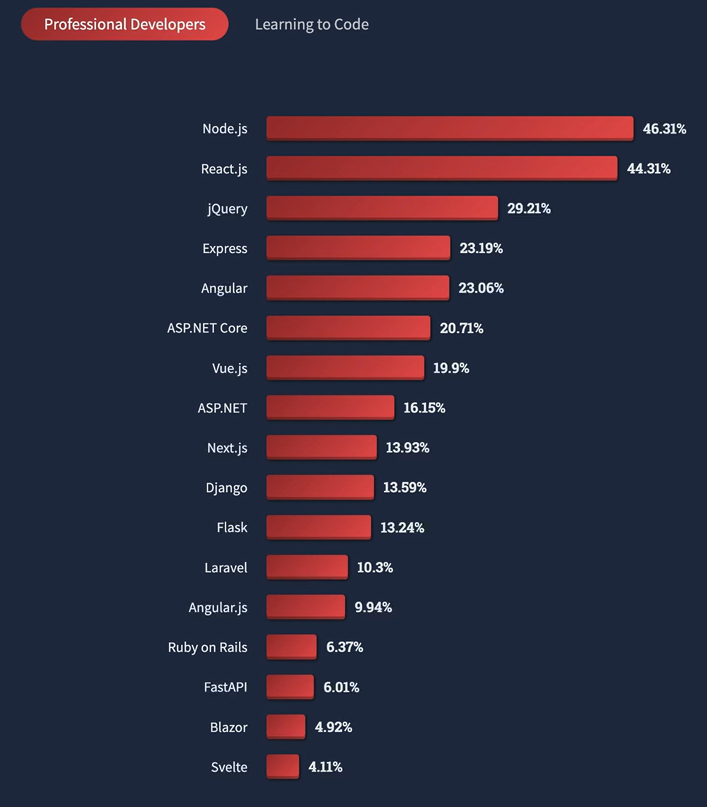 Professional Developers Learning to Code
Node.js 46.31%
React.js 44.31%
jQuery 29.21%
Express 23.19%
Angular 23.06%
ASP.NET Core 20.71%
Vue.js 19.9%
ASP.NET 16.15%
Next.js 13.93%
Django 13.59%
Flask 13.24%
Laravel 10.3%
Angular.js 9.94%
Ruby on Rails 6.37%
FastAPI 6.01%
Blazor 4.92%
Svelte 4.11%